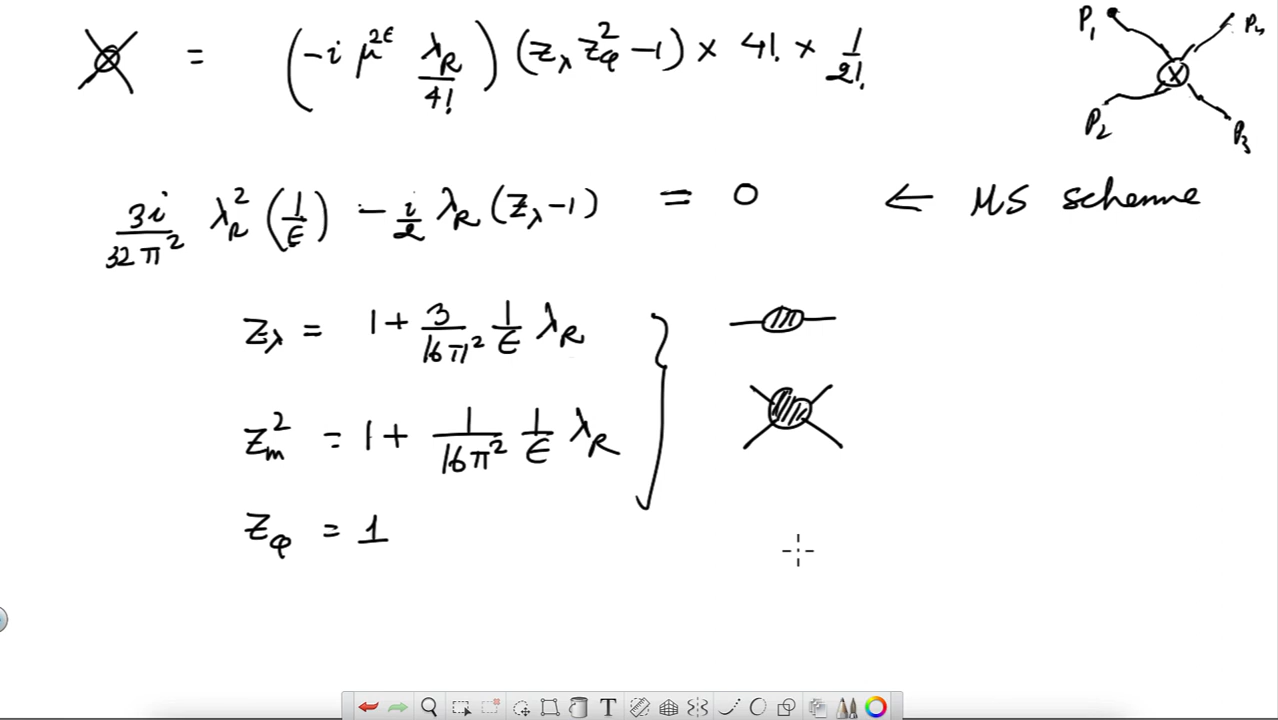 = (-i μ^{2ϵ} λ_R/4!) (Z_λ Z_φ^2 -1) × 4! × 1/2!
P_1 P_4
X
P_2 P_3
3i/32π^2 λ_R^2 (1/ϵ) - i/2 λ_R (Z_λ-1) = 0 ← MS scheme
Z_λ = 1 + 3/16π^2 1/ϵ λ_R
Z_m^2 = 1 + 1/16π^2 1/ϵ λ_R
Z_φ = 1
T